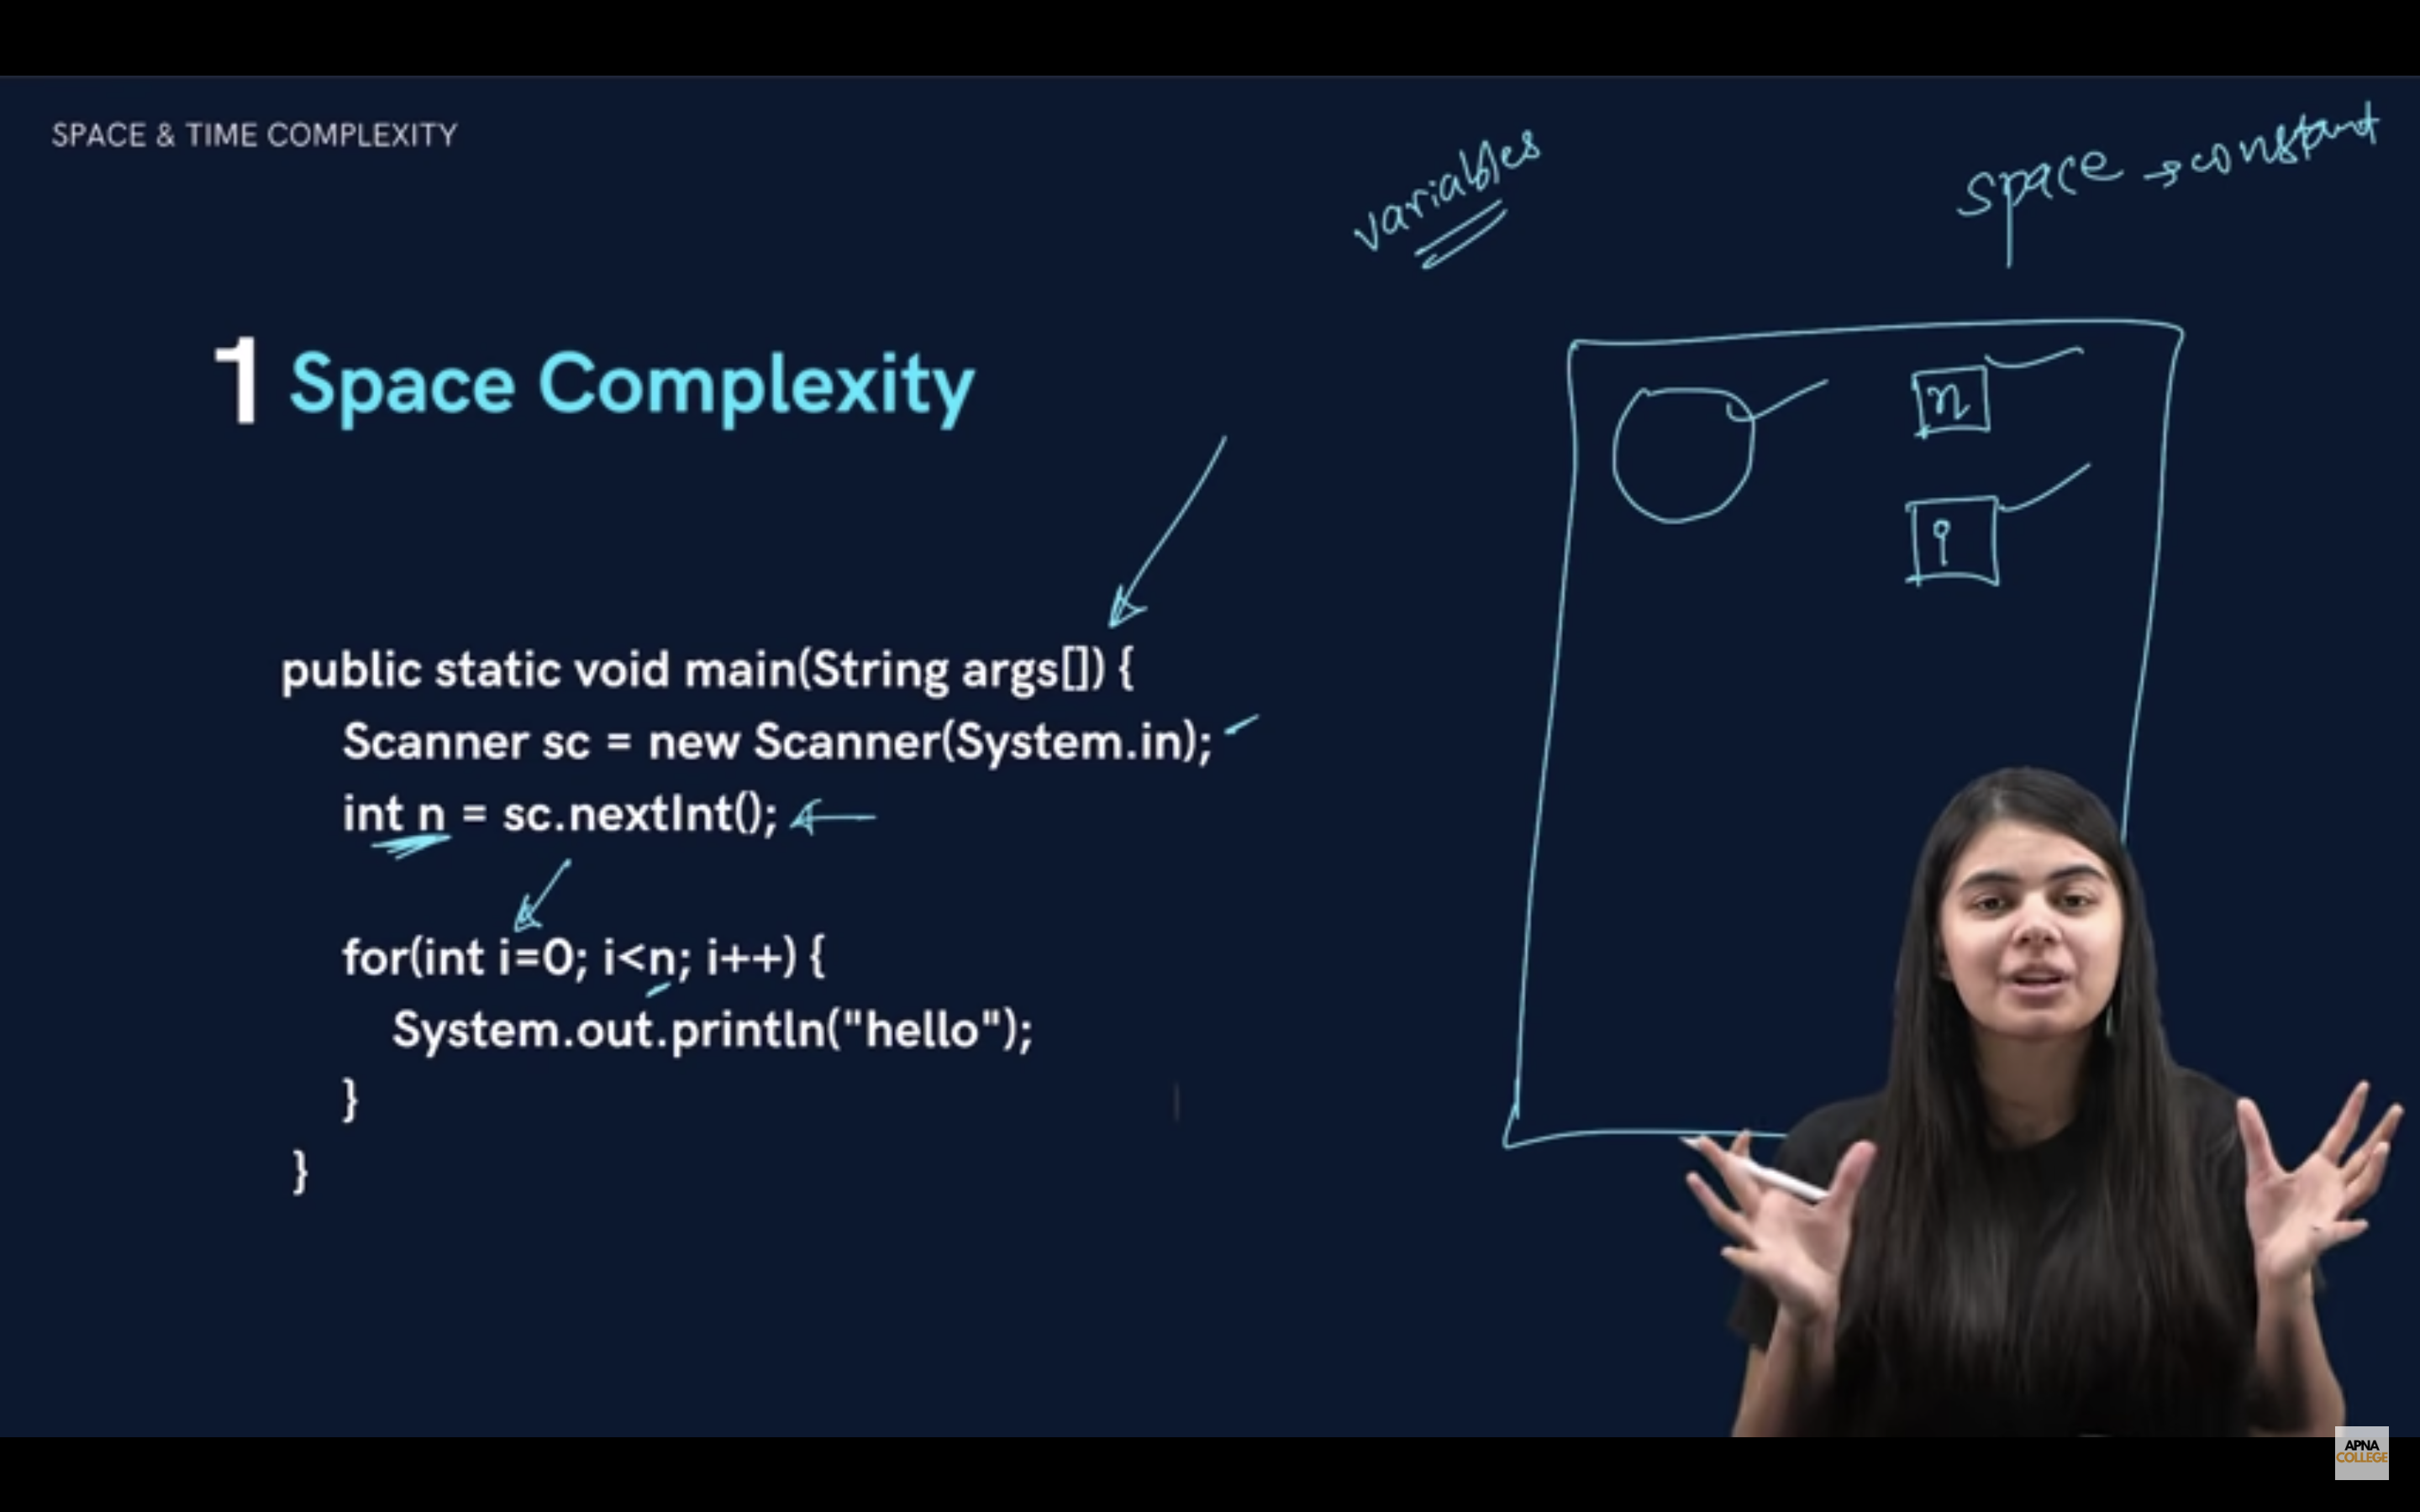 SPACE & TIME COMPLEXITY
variables
space → constant
1 Space Complexity
n
i
public static void main(String args[]) {
Scanner sc = new Scanner(System.in);
int n = sc.nextInt();
for(int i=0; i<n; i++) {
System.out.println("hello");
}
}
APNA
COLLEGE